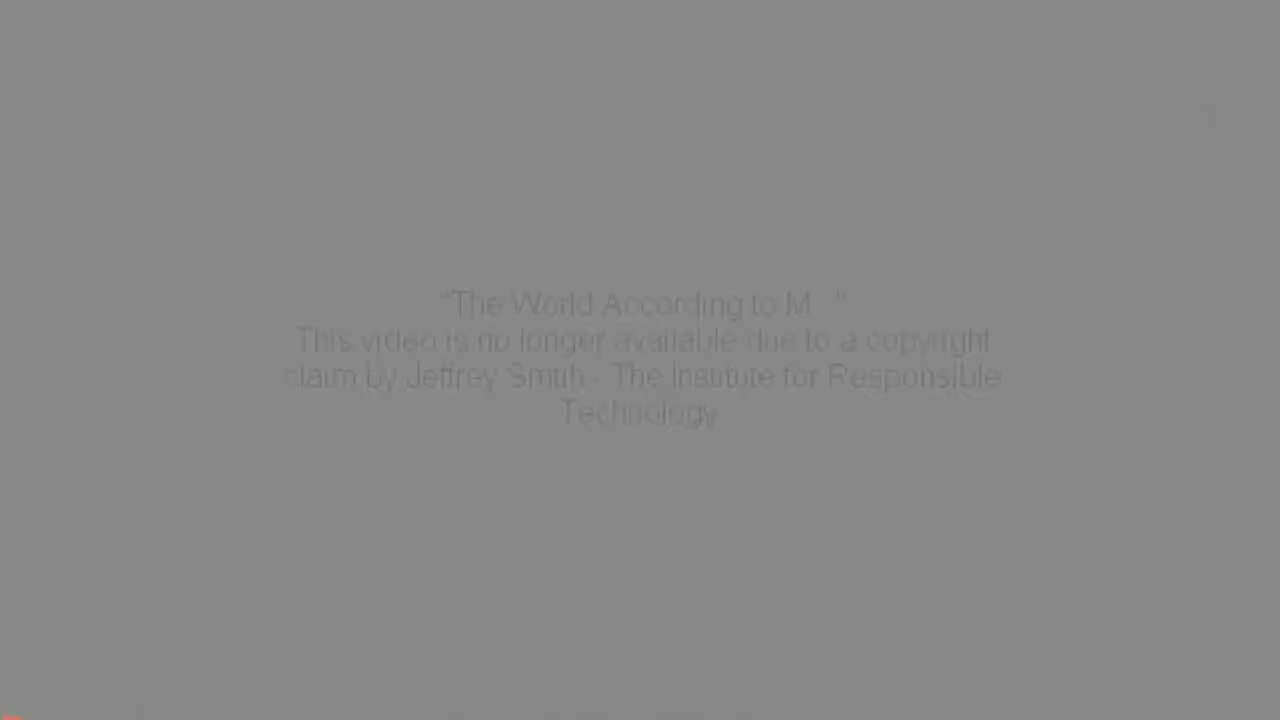 "The World According to M..."
This video is no longer available due to a copyright
claim by Jeffrey Smith - The Institute for Responsible
Technology